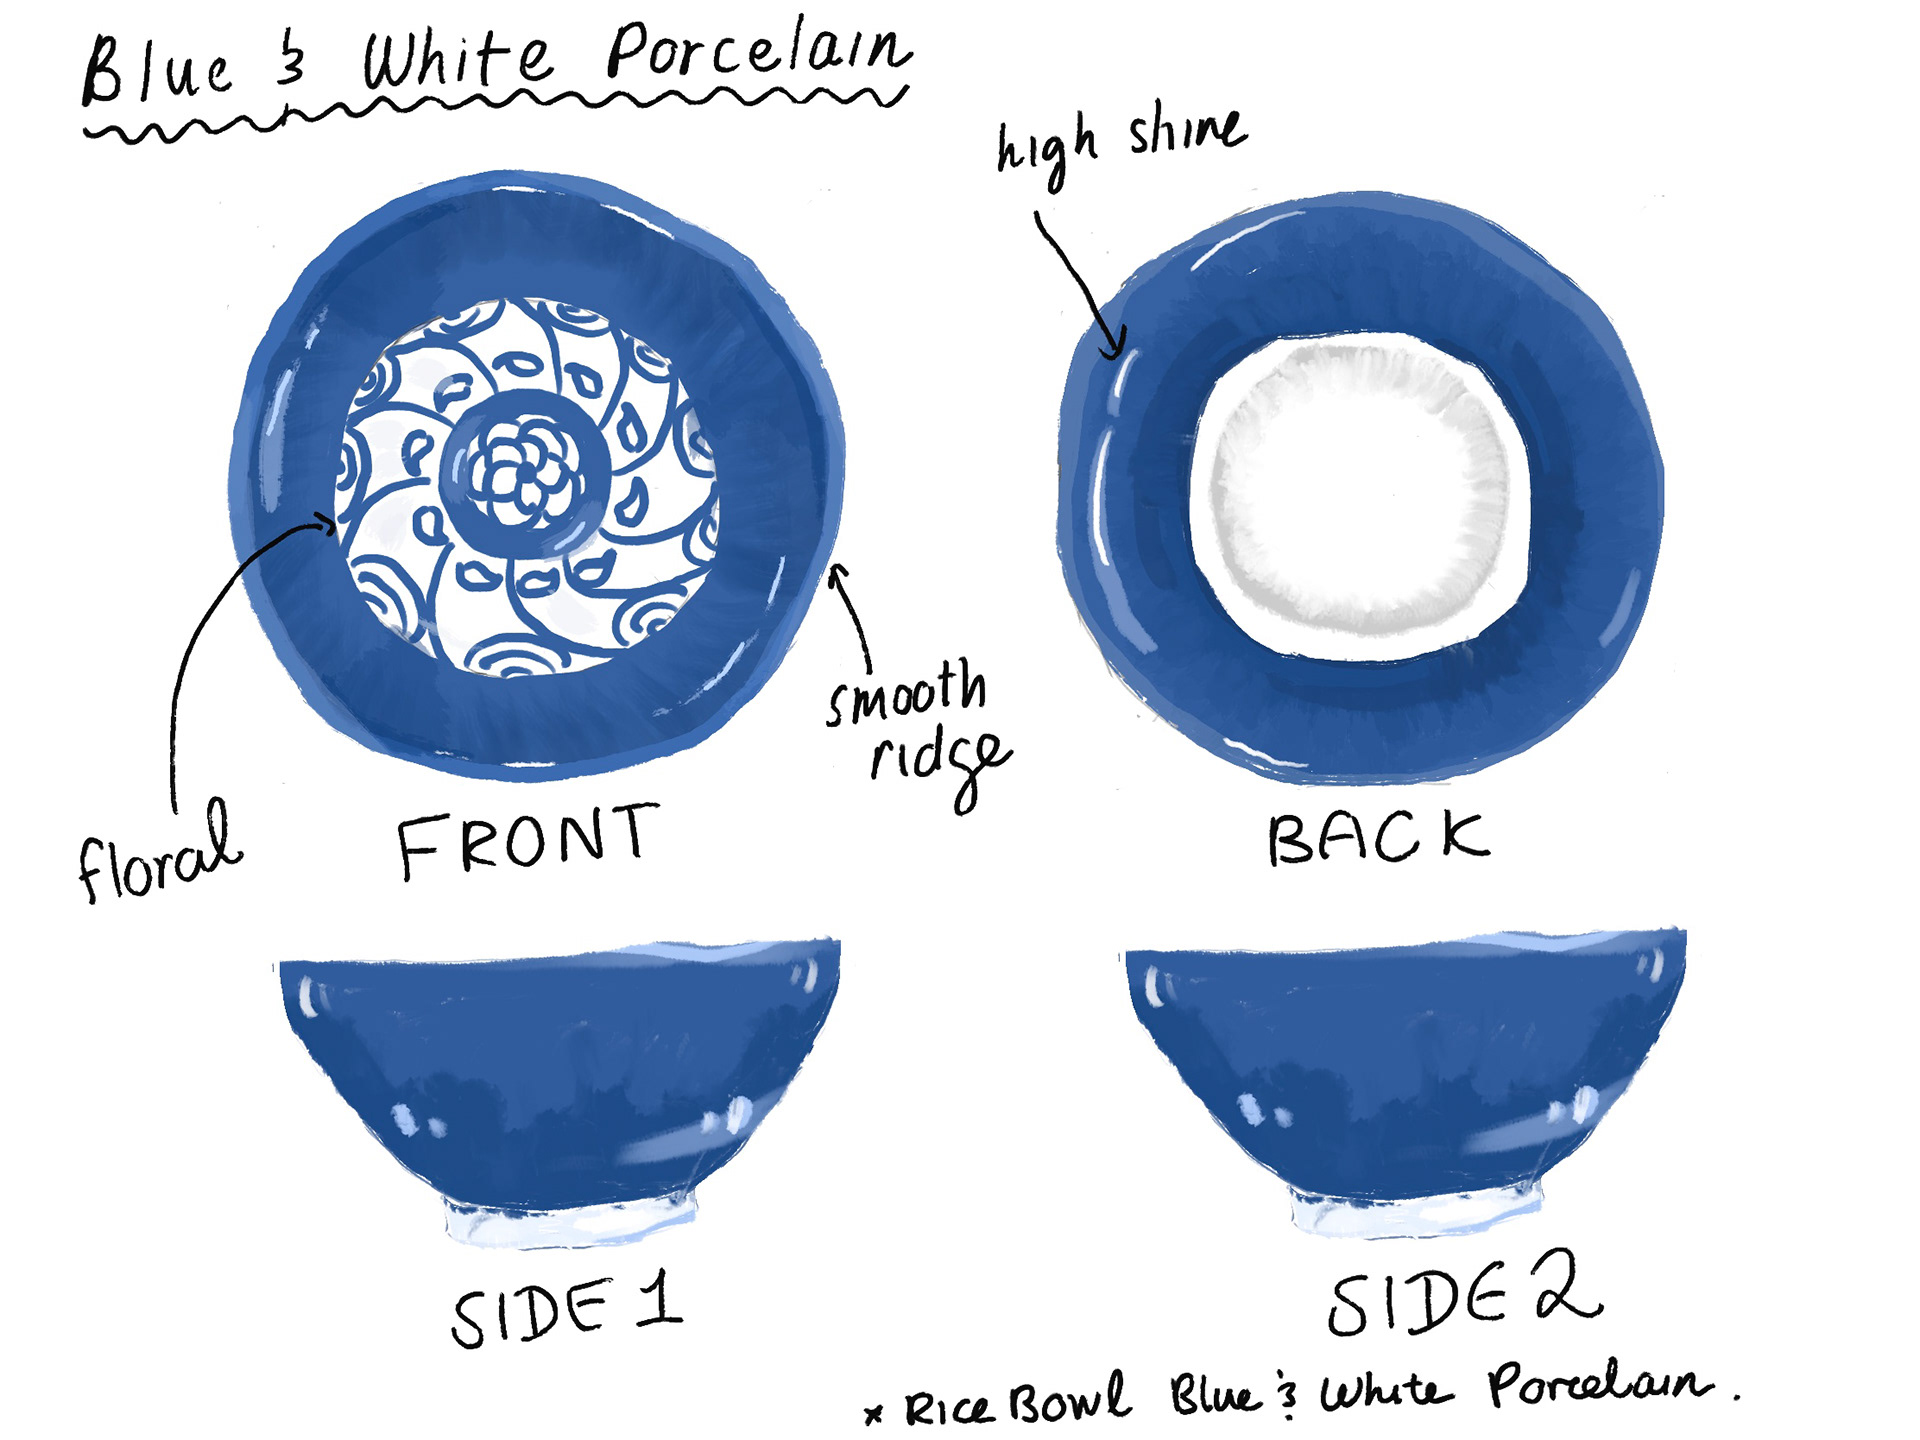 Blue & White Porcelain
high shine
smooth
ridge
floral
FRONT
BACK
SIDE 1
SIDE 2
* Rice Bowl Blue & White Porcelain.